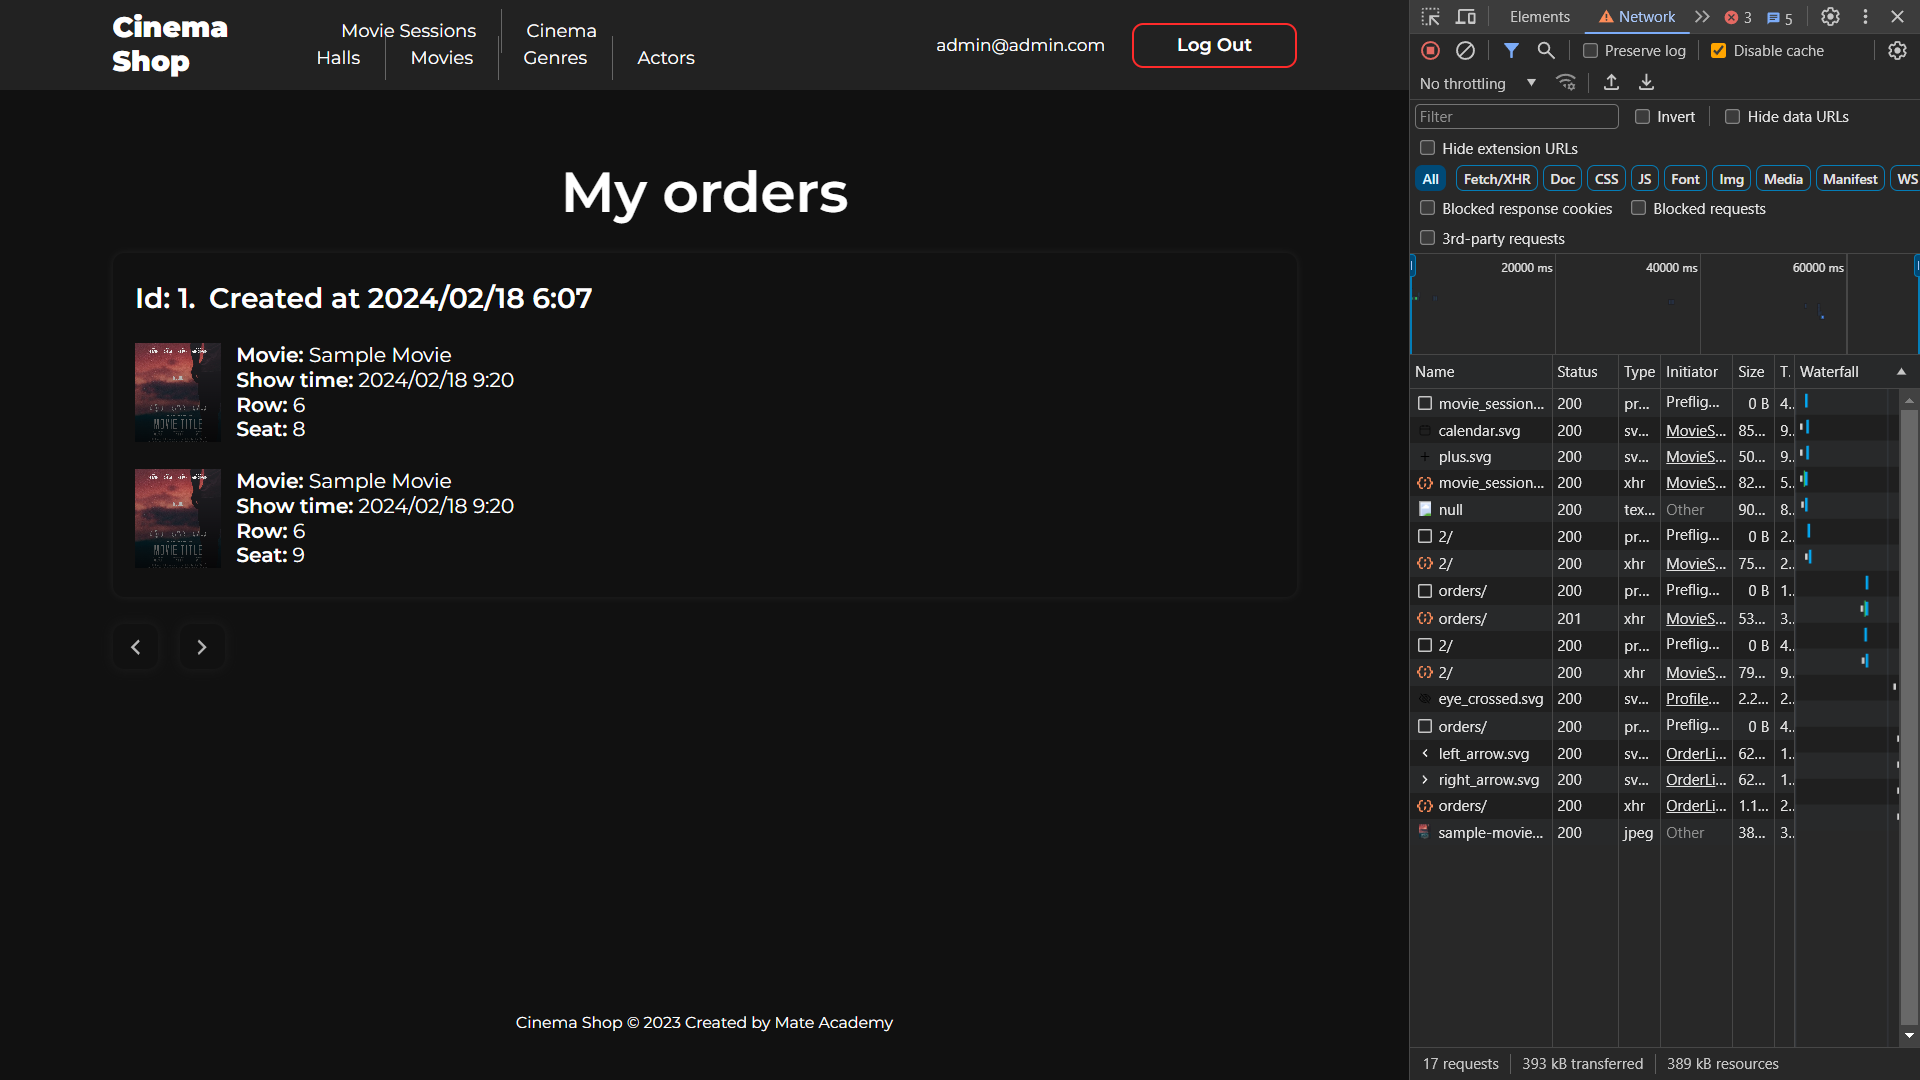 Cinema Shop
Movie Sessions
Cinema
Halls
Movies
Genres
Actors
admin@admin.com
Log Out
My orders
Id: 1. Created at 2024/02/18 6:07
MOVIE TITLE
Movie: Sample Movie
Show time: 2024/02/18 9:20
Row: 6
Seat: 8
MOVIE TITLE
Movie: Sample Movie
Show time: 2024/02/18 9:20
Row: 6
Seat: 9
Cinema Shop © 2023 Created by Mate Academy
Elements
Network
3
5
Preserve log
Disable cache
No throttling
Filter
Invert
Hide data URLs
Hide extension URLs
All
Fetch/XHR
Doc
CSS
JS
Font
Img
Media
Manifest
WS
Blocked response cookies
Blocked requests
3rd-party requests
20000 ms
40000 ms
60000 ms
Name Status Type Initiator Size T. Waterfall
movie_session... 200 pr... Preflig... 0 B 4..
calendar.svg 200 sv... MovieS... 85... 9..
plus.svg 200 sv... MovieS... 50... 9..
movie_session... 200 xhr MovieS... 82... 5..
null 200 tex... Other 90... 8..
2/ 200 pr... Preflig... 0 B 2..
2/ 200 xhr MovieS... 75... 2..
orders/ 200 pr... Preflig... 0 B 1..
orders/ 201 xhr MovieS... 53... 3..
2/ 200 pr... Preflig... 0 B 4..
2/ 200 xhr MovieS... 79... 9..
eye_crossed.svg 200 sv... Profile... 2.2... 2..
orders/ 200 pr... Preflig... 0 B 4..
left_arrow.svg 200 sv... OrderLi... 62... 1..
right_arrow.svg 200 sv... OrderLi... 62... 1..
orders/ 200 xhr OrderLi... 1.1... 2..
sample-movie... 200 jpeg Other 38... 3..
17 requests
393 kB transferred
389 kB resources